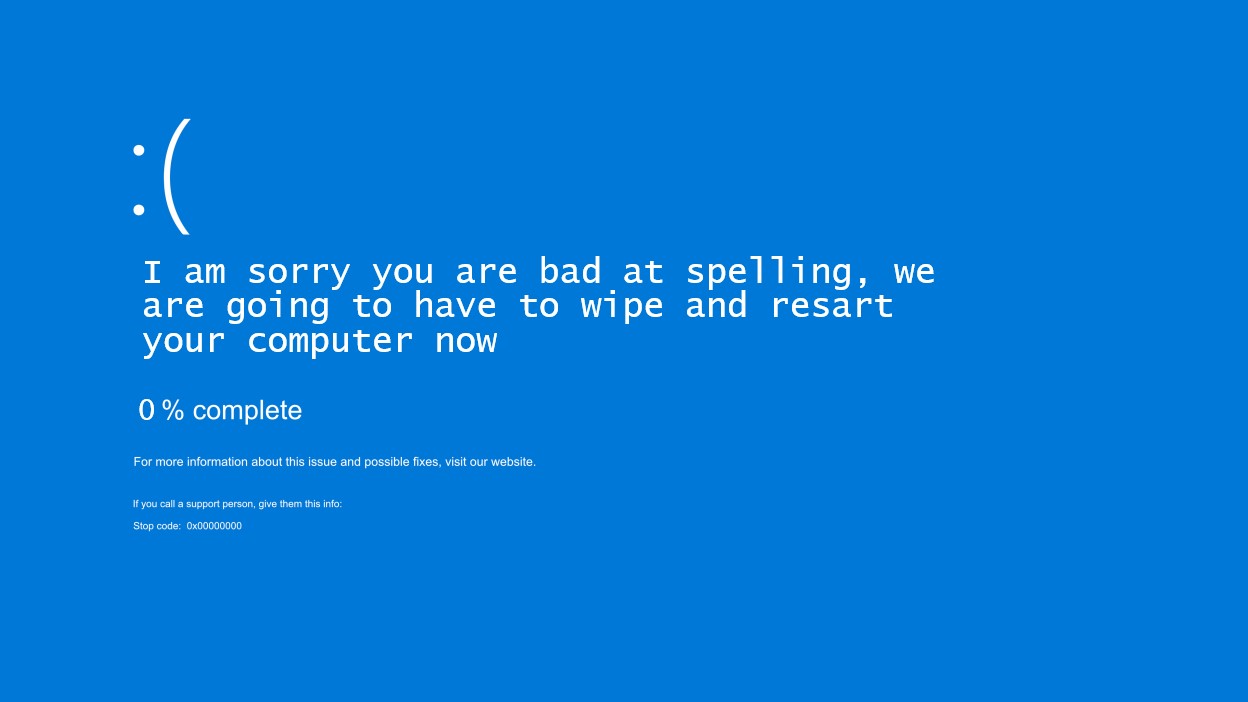 :(
I am sorry you are bad at spelling, we
are going to have to wipe and resart
your computer now
0 % complete
For more information about this issue and possible fixes, visit our website.
If you call a support person, give them this info:
Stop code: 0x00000000